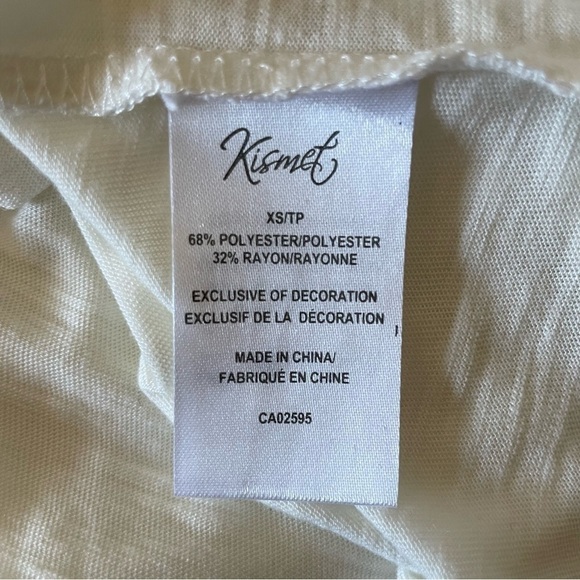 Kismet
XS/TP
68% POLYESTER/POLYESTER
32% RAYON/RAYONNE
EXCLUSIVE OF DECORATION
EXCLUSIF DE LA DÉCORATION
MADE IN CHINA/
FABRIQUÉ EN CHINE
CA02595